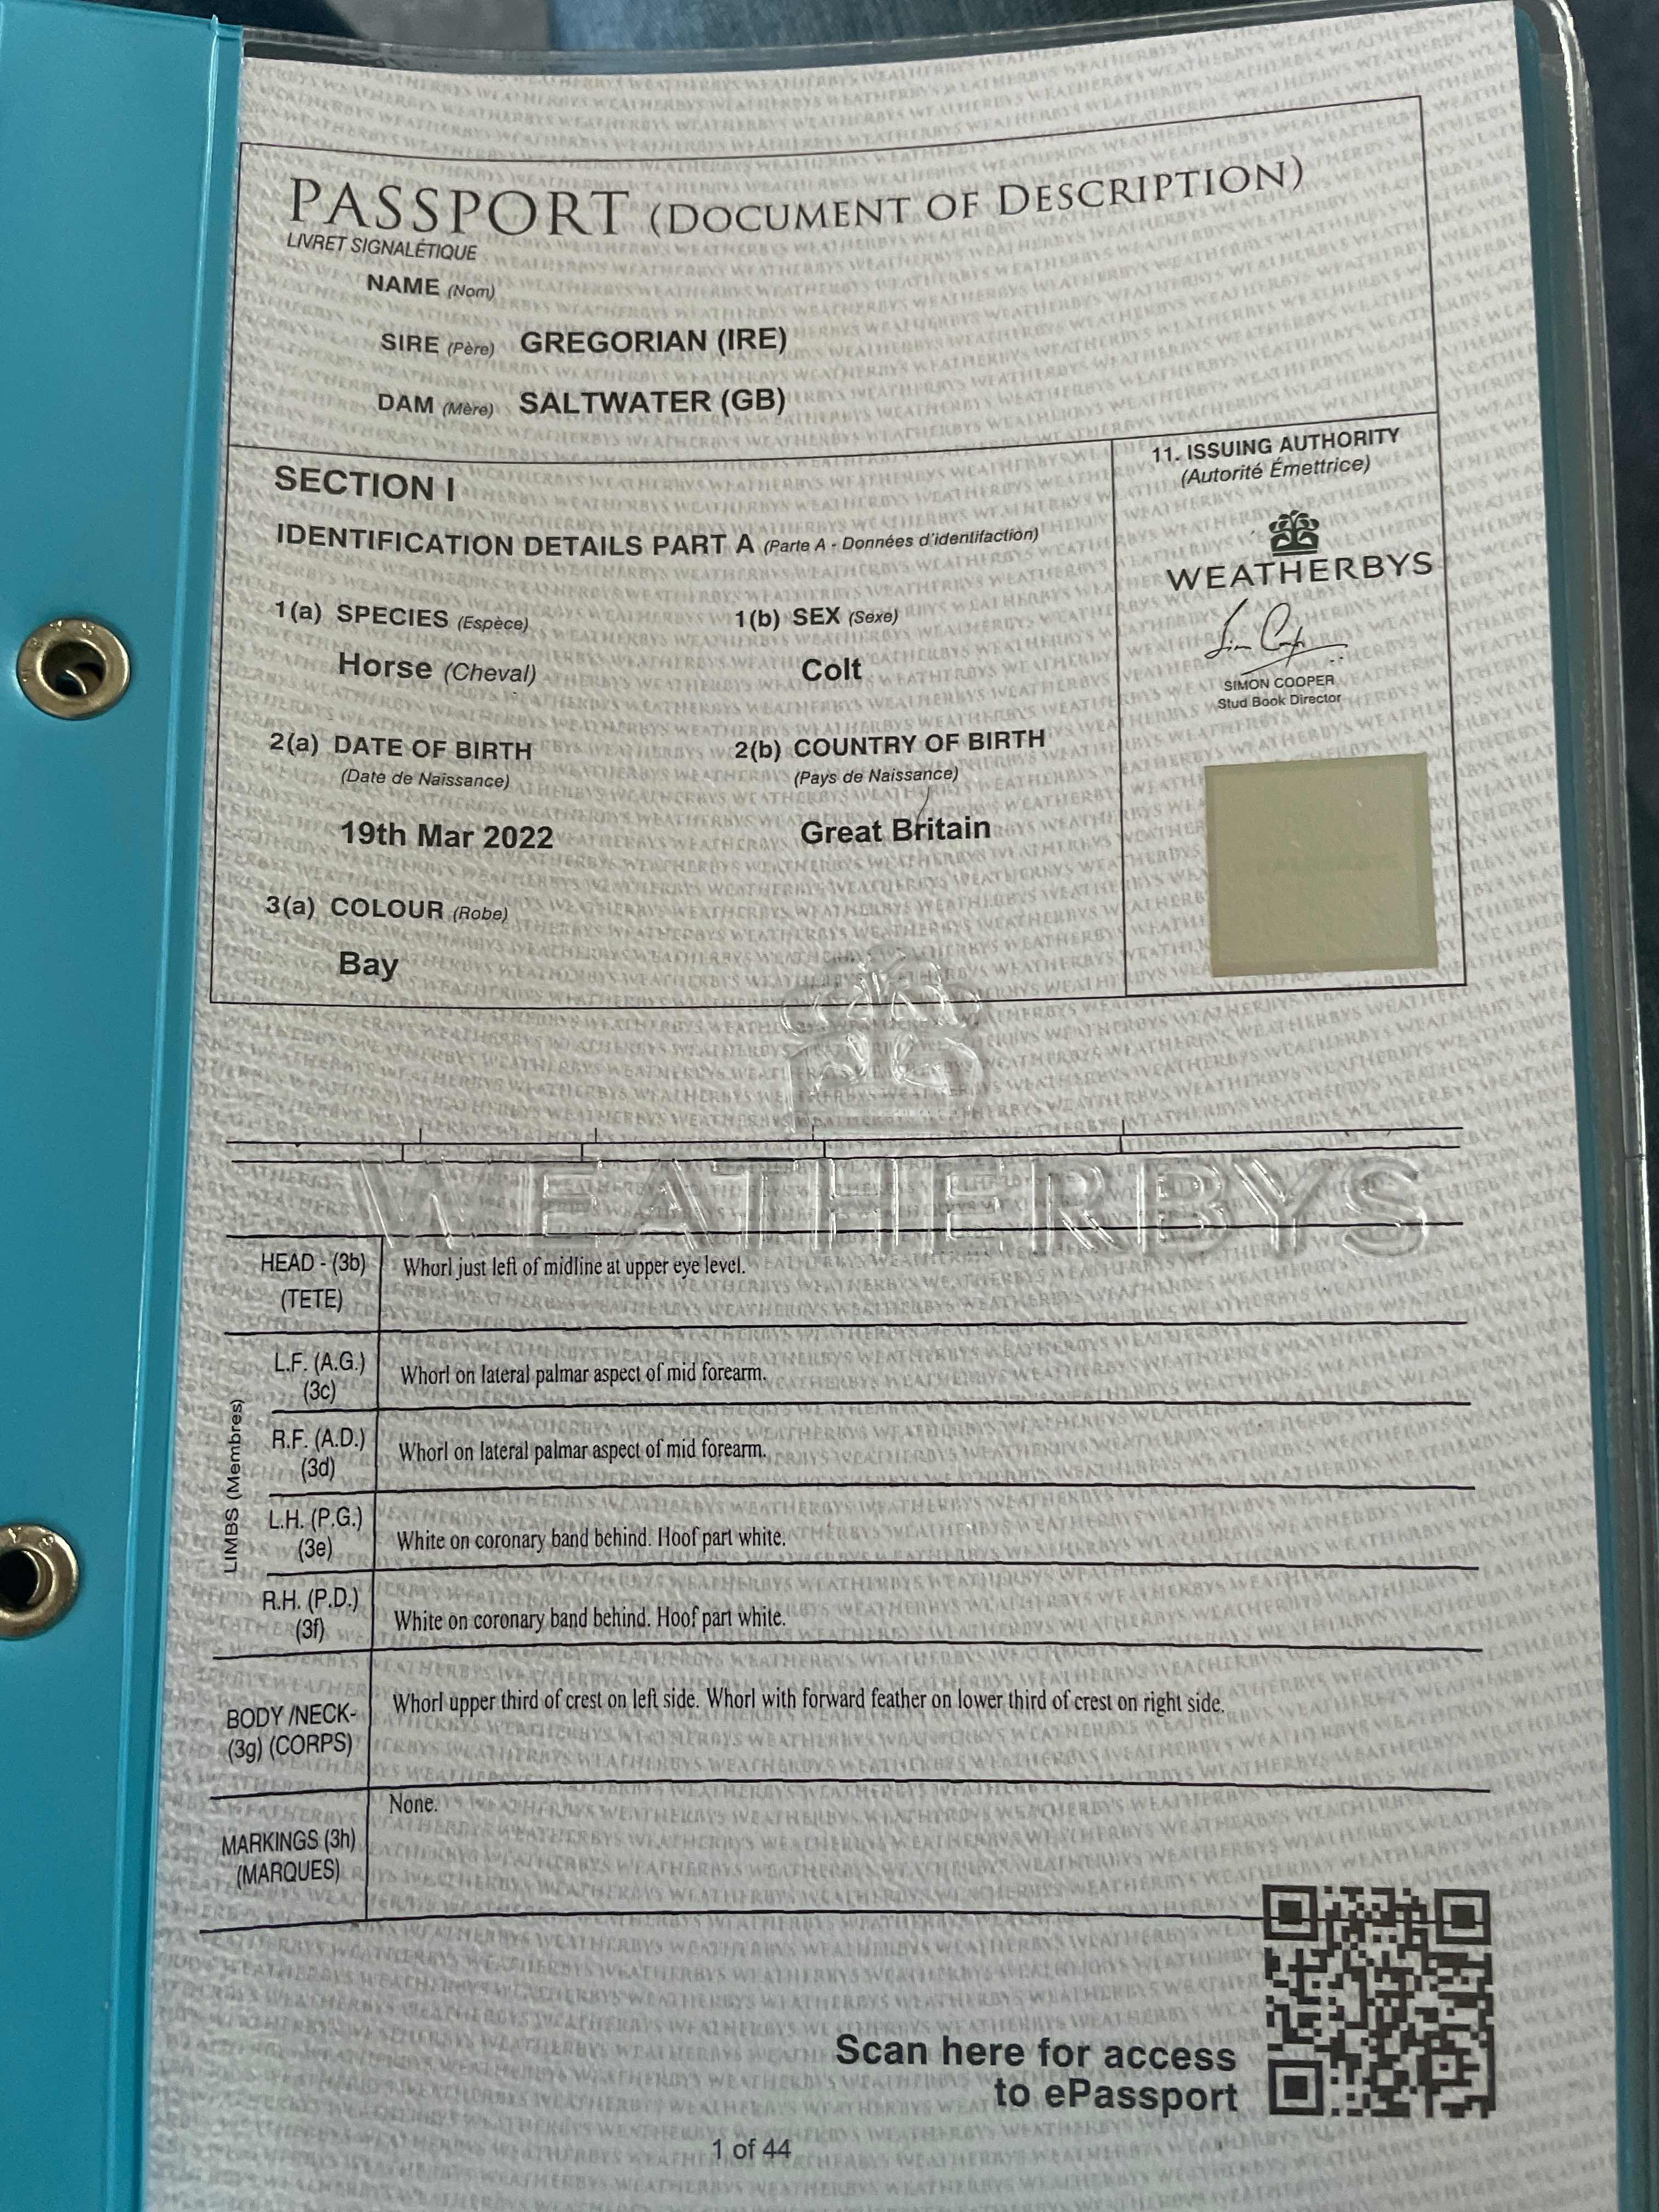 PASSPORT (DOCUMENT OF DESCRIPTION)
LIVRET SIGNALÉTIQUE
NAME (Nom)
SIRE (Père) GREGORIAN (IRE)
DAM (Mère) SALTWATER (GB)
SECTION I
IDENTIFICATION DETAILS PART A (Parte A - Données d'identifaction)
1(a) SPECIES (Espèce)
Horse (Cheval)
1(b) SEX (Sexe)
Colt
2(a) DATE OF BIRTH
(Date de Naissance)
19th Mar 2022
2(b) COUNTRY OF BIRTH
(Pays de Naissance)
Great Britain
3(a) COLOUR (Robe)
Bay
11. ISSUING AUTHORITY
(Autorité Émettrice)
WEATHERBYS
SIMON COOPER
Stud Book Director
WEATHERBYS
HEAD - (3b)
(TETE)
Whorl just left of midline at upper eye level.
LIMBS (Membres)
L.F. (A.G.)
(3c)
Whorl on lateral palmar aspect of mid forearm.
R.F. (A.D.)
(3d)
Whorl on lateral palmar aspect of mid forearm.
L.H. (P.G.)
(3e)
White on coronary band behind. Hoof part white.
R.H. (P.D.)
(3f)
White on coronary band behind. Hoof part white.
BODY /NECK-
(3g) (CORPS)
Whorl upper third of crest on left side. Whorl with forward feather on lower third of crest on right side.
MARKINGS (3h)
(MARQUES)
None.
Scan here for access
to ePassport
1 of 44